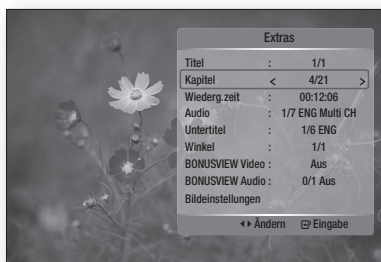 Extras
Titel : 1/1
Kapitel < 4/21 >
Wiederg.zeit : 00:12:06
Audio : 1/7 ENG Multi CH
Untertitel : 1/6 ENG
Winkel : 1/1
BONUSVIEW Video : Aus
BONUSVIEW Audio : 0/1 Aus
Bildeinstellungen
Ändern Eingabe